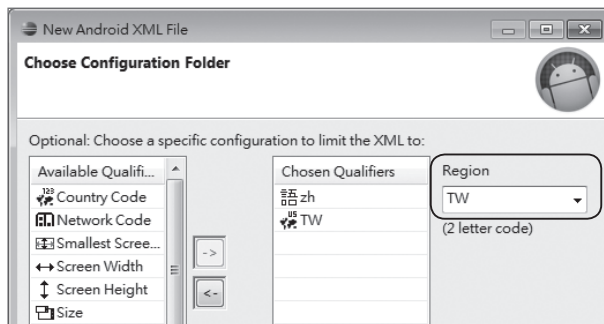 New Android XML File
Choose Configuration Folder
Optional: Choose a specific configuration to limit the XML to:
Available Qualifi...
Country Code
Network Code
Smallest Scree...
Screen Width
Screen Height
Size
->
<-
Chosen Qualifiers
語 zh
TW
Region
TW
(2 letter code)